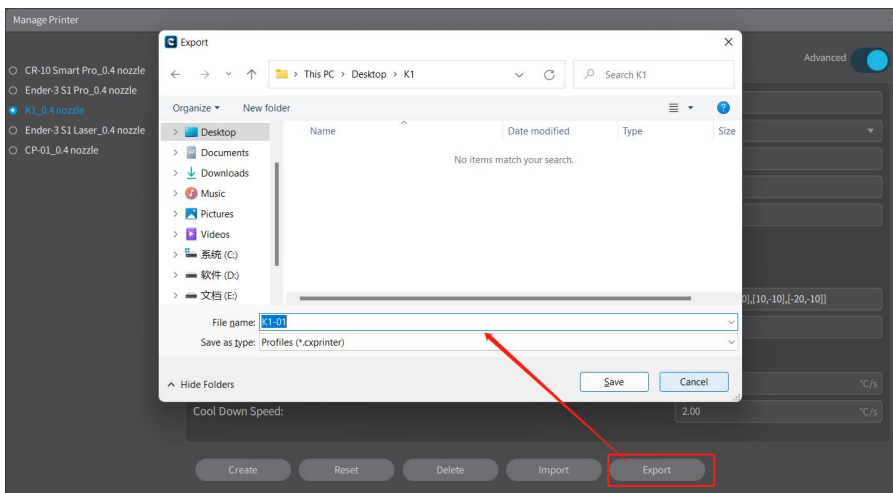 Manage Printer
Export
This PC > Desktop > K1
Search K1
Organize
New folder
Advanced
CR-10 Smart Pro_0.4 nozzle
Ender-3 S1 Pro_0.4 nozzle
K1_0.4 nozzle
Ender-3 S1 Laser_0.4 nozzle
CP-01_0.4 nozzle
Desktop
Documents
Downloads
Music
Pictures
Videos
系统 (C:)
软件 (D:)
文档 (E:)
Name
Date modified
Type
Size
No items match your search.
0],[10,-10],[-20,-10]]
File name: K1-01
Save as type: Profiles (*.cxprinter)
Hide Folders
Save
Cancel
°C/s
Cool Down Speed:
2.00
°C/s
Create
Reset
Delete
Import
Export